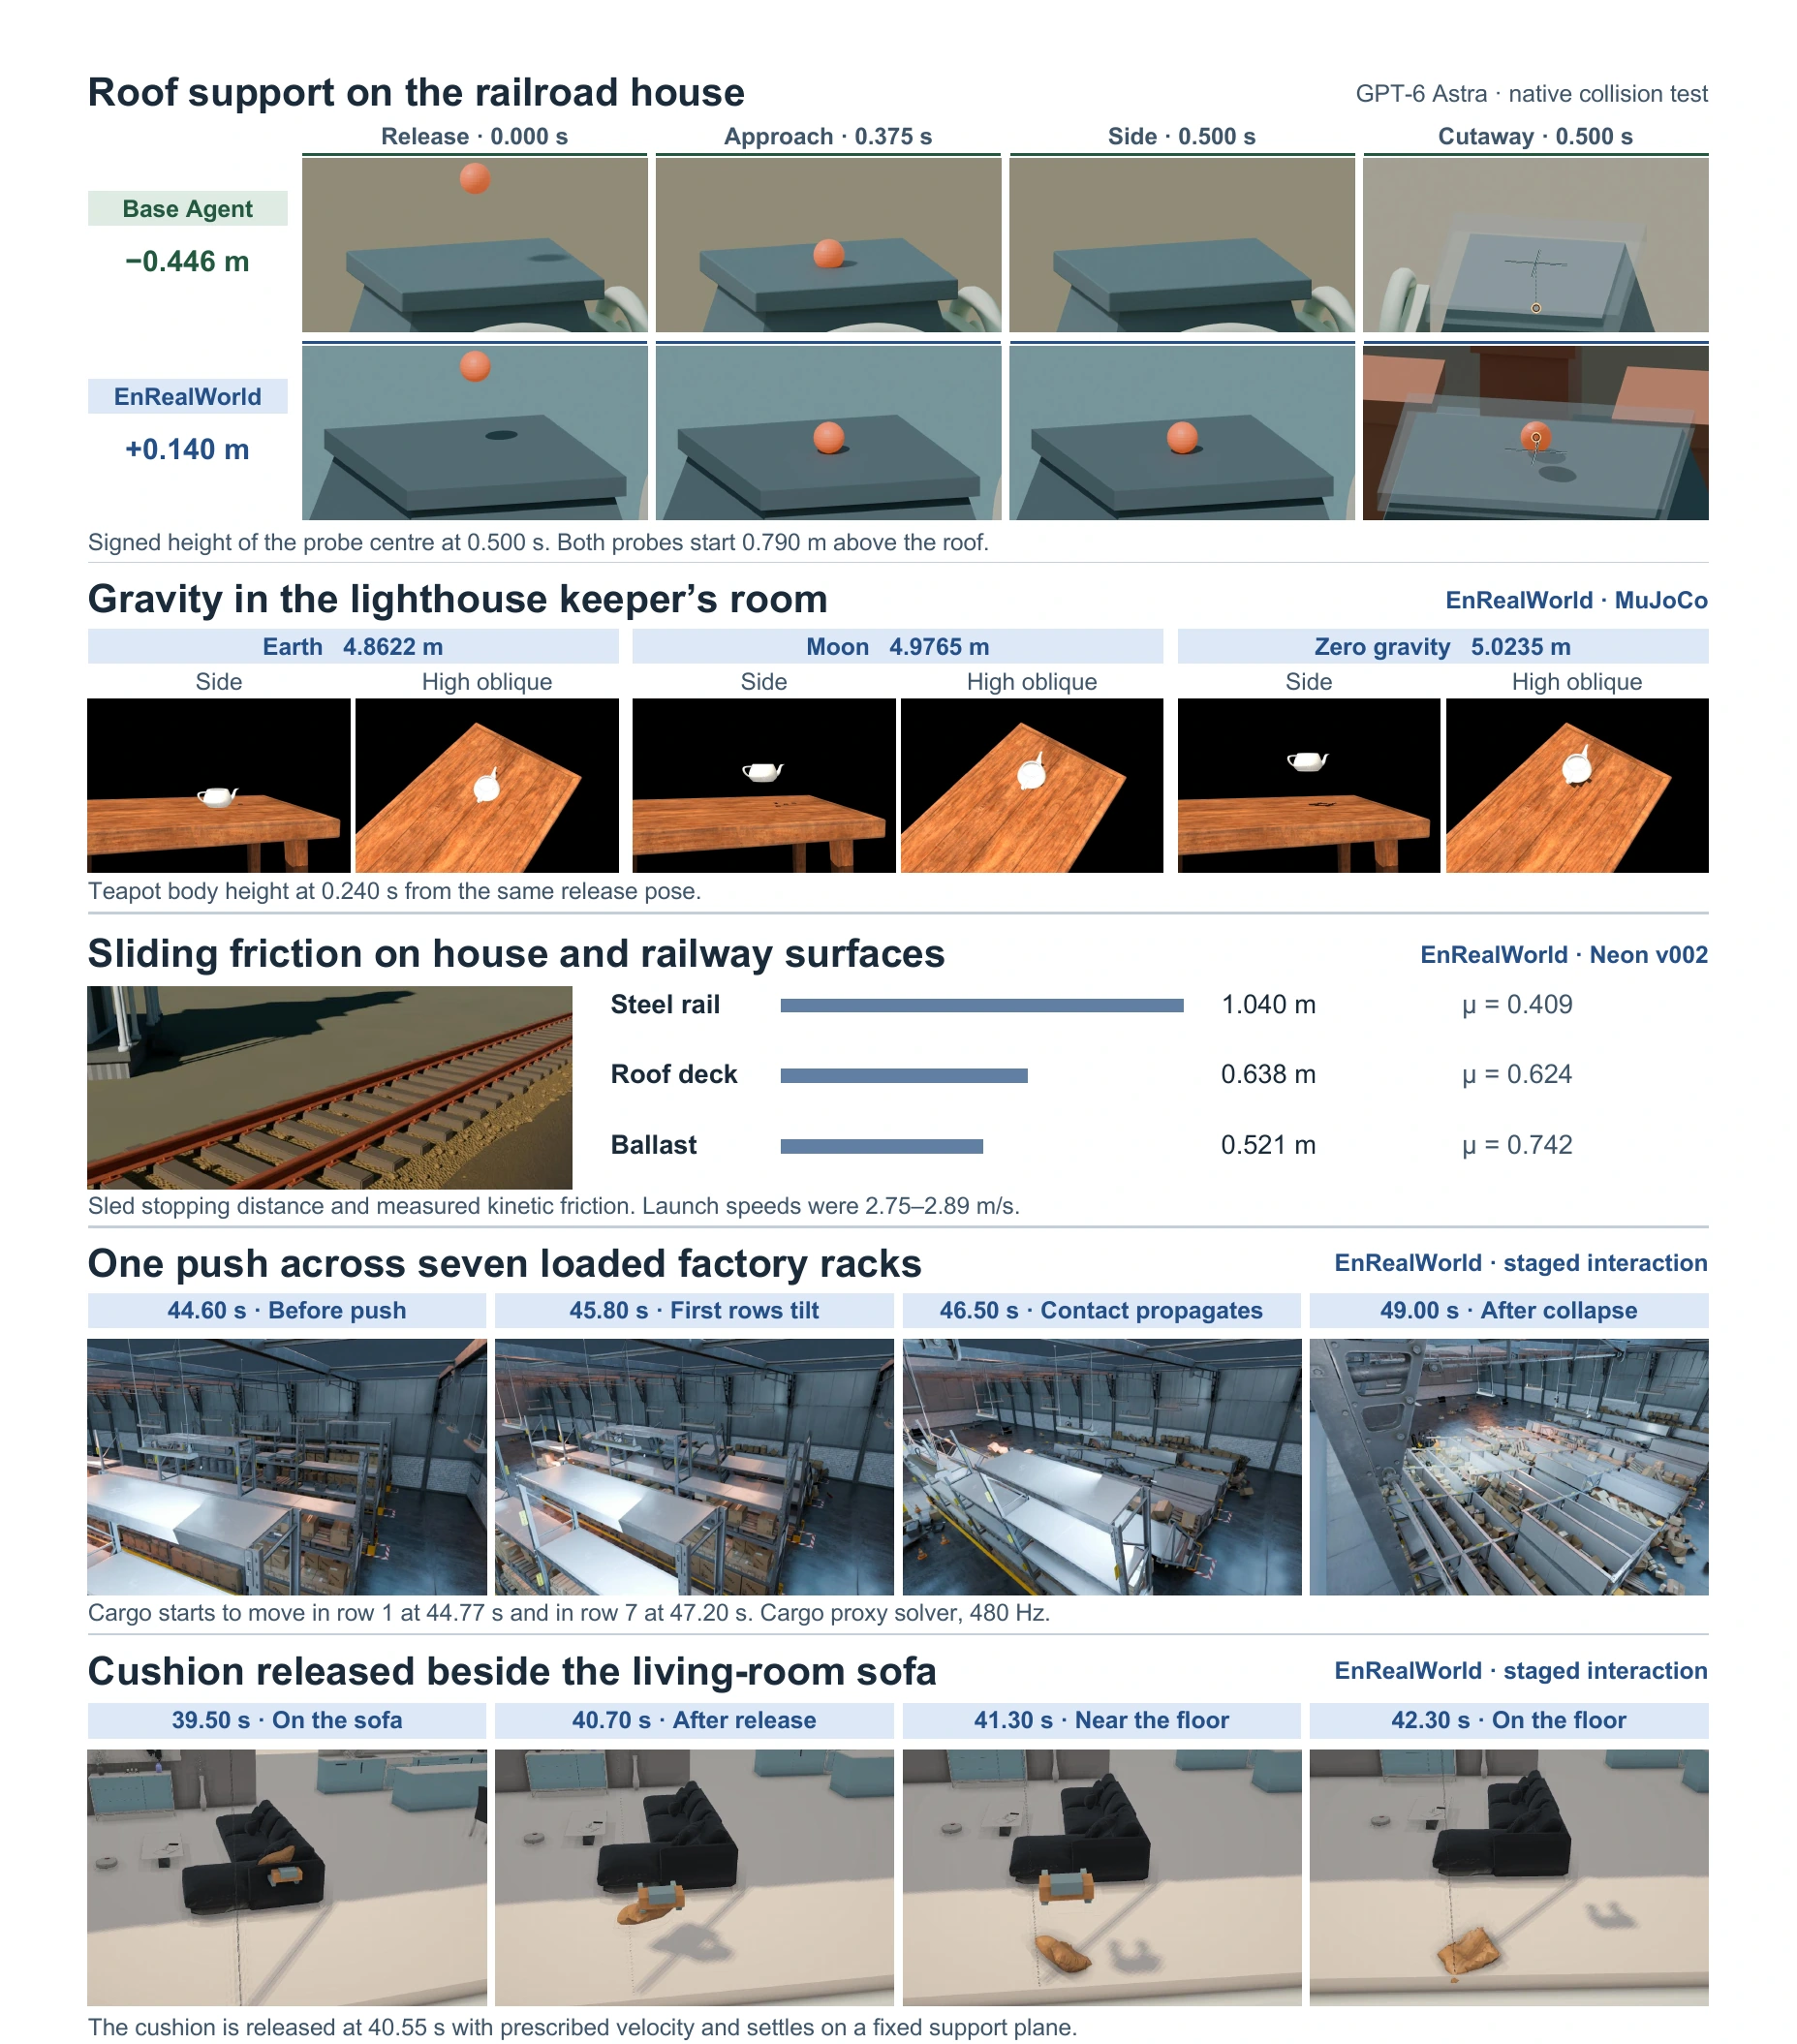 Roof support on the railroad house
GPT-6 Astra · native collision test
Release · 0.000 s
Approach · 0.375 s
Side · 0.500 s
Cutaway · 0.500 s
Base Agent
−0.446 m
EnRealWorld
+0.140 m
Signed height of the probe centre at 0.500 s. Both probes start 0.790 m above the roof.
Gravity in the lighthouse keeper’s room
EnRealWorld · MuJoCo
Earth 4.8622 m
Moon 4.9765 m
Zero gravity 5.0235 m
Side
High oblique
Side
High oblique
Side
High oblique
Teapot body height at 0.240 s from the same release pose.
Sliding friction on house and railway surfaces
EnRealWorld · Neon v002
Steel rail 1.040 m μ = 0.409
Roof deck 0.638 m μ = 0.624
Ballast 0.521 m μ = 0.742
Sled stopping distance and measured kinetic friction. Launch speeds were 2.75–2.89 m/s.
One push across seven loaded factory racks
EnRealWorld · staged interaction
44.60 s · Before push
45.80 s · First rows tilt
46.50 s · Contact propagates
49.00 s · After collapse
Cargo starts to move in row 1 at 44.77 s and in row 7 at 47.20 s. Cargo proxy solver, 480 Hz.
Cushion released beside the living-room sofa
EnRealWorld · staged interaction
39.50 s · On the sofa
40.70 s · After release
41.30 s · Near the floor
42.30 s · On the floor
The cushion is released at 40.55 s with prescribed velocity and settles on a fixed support plane.